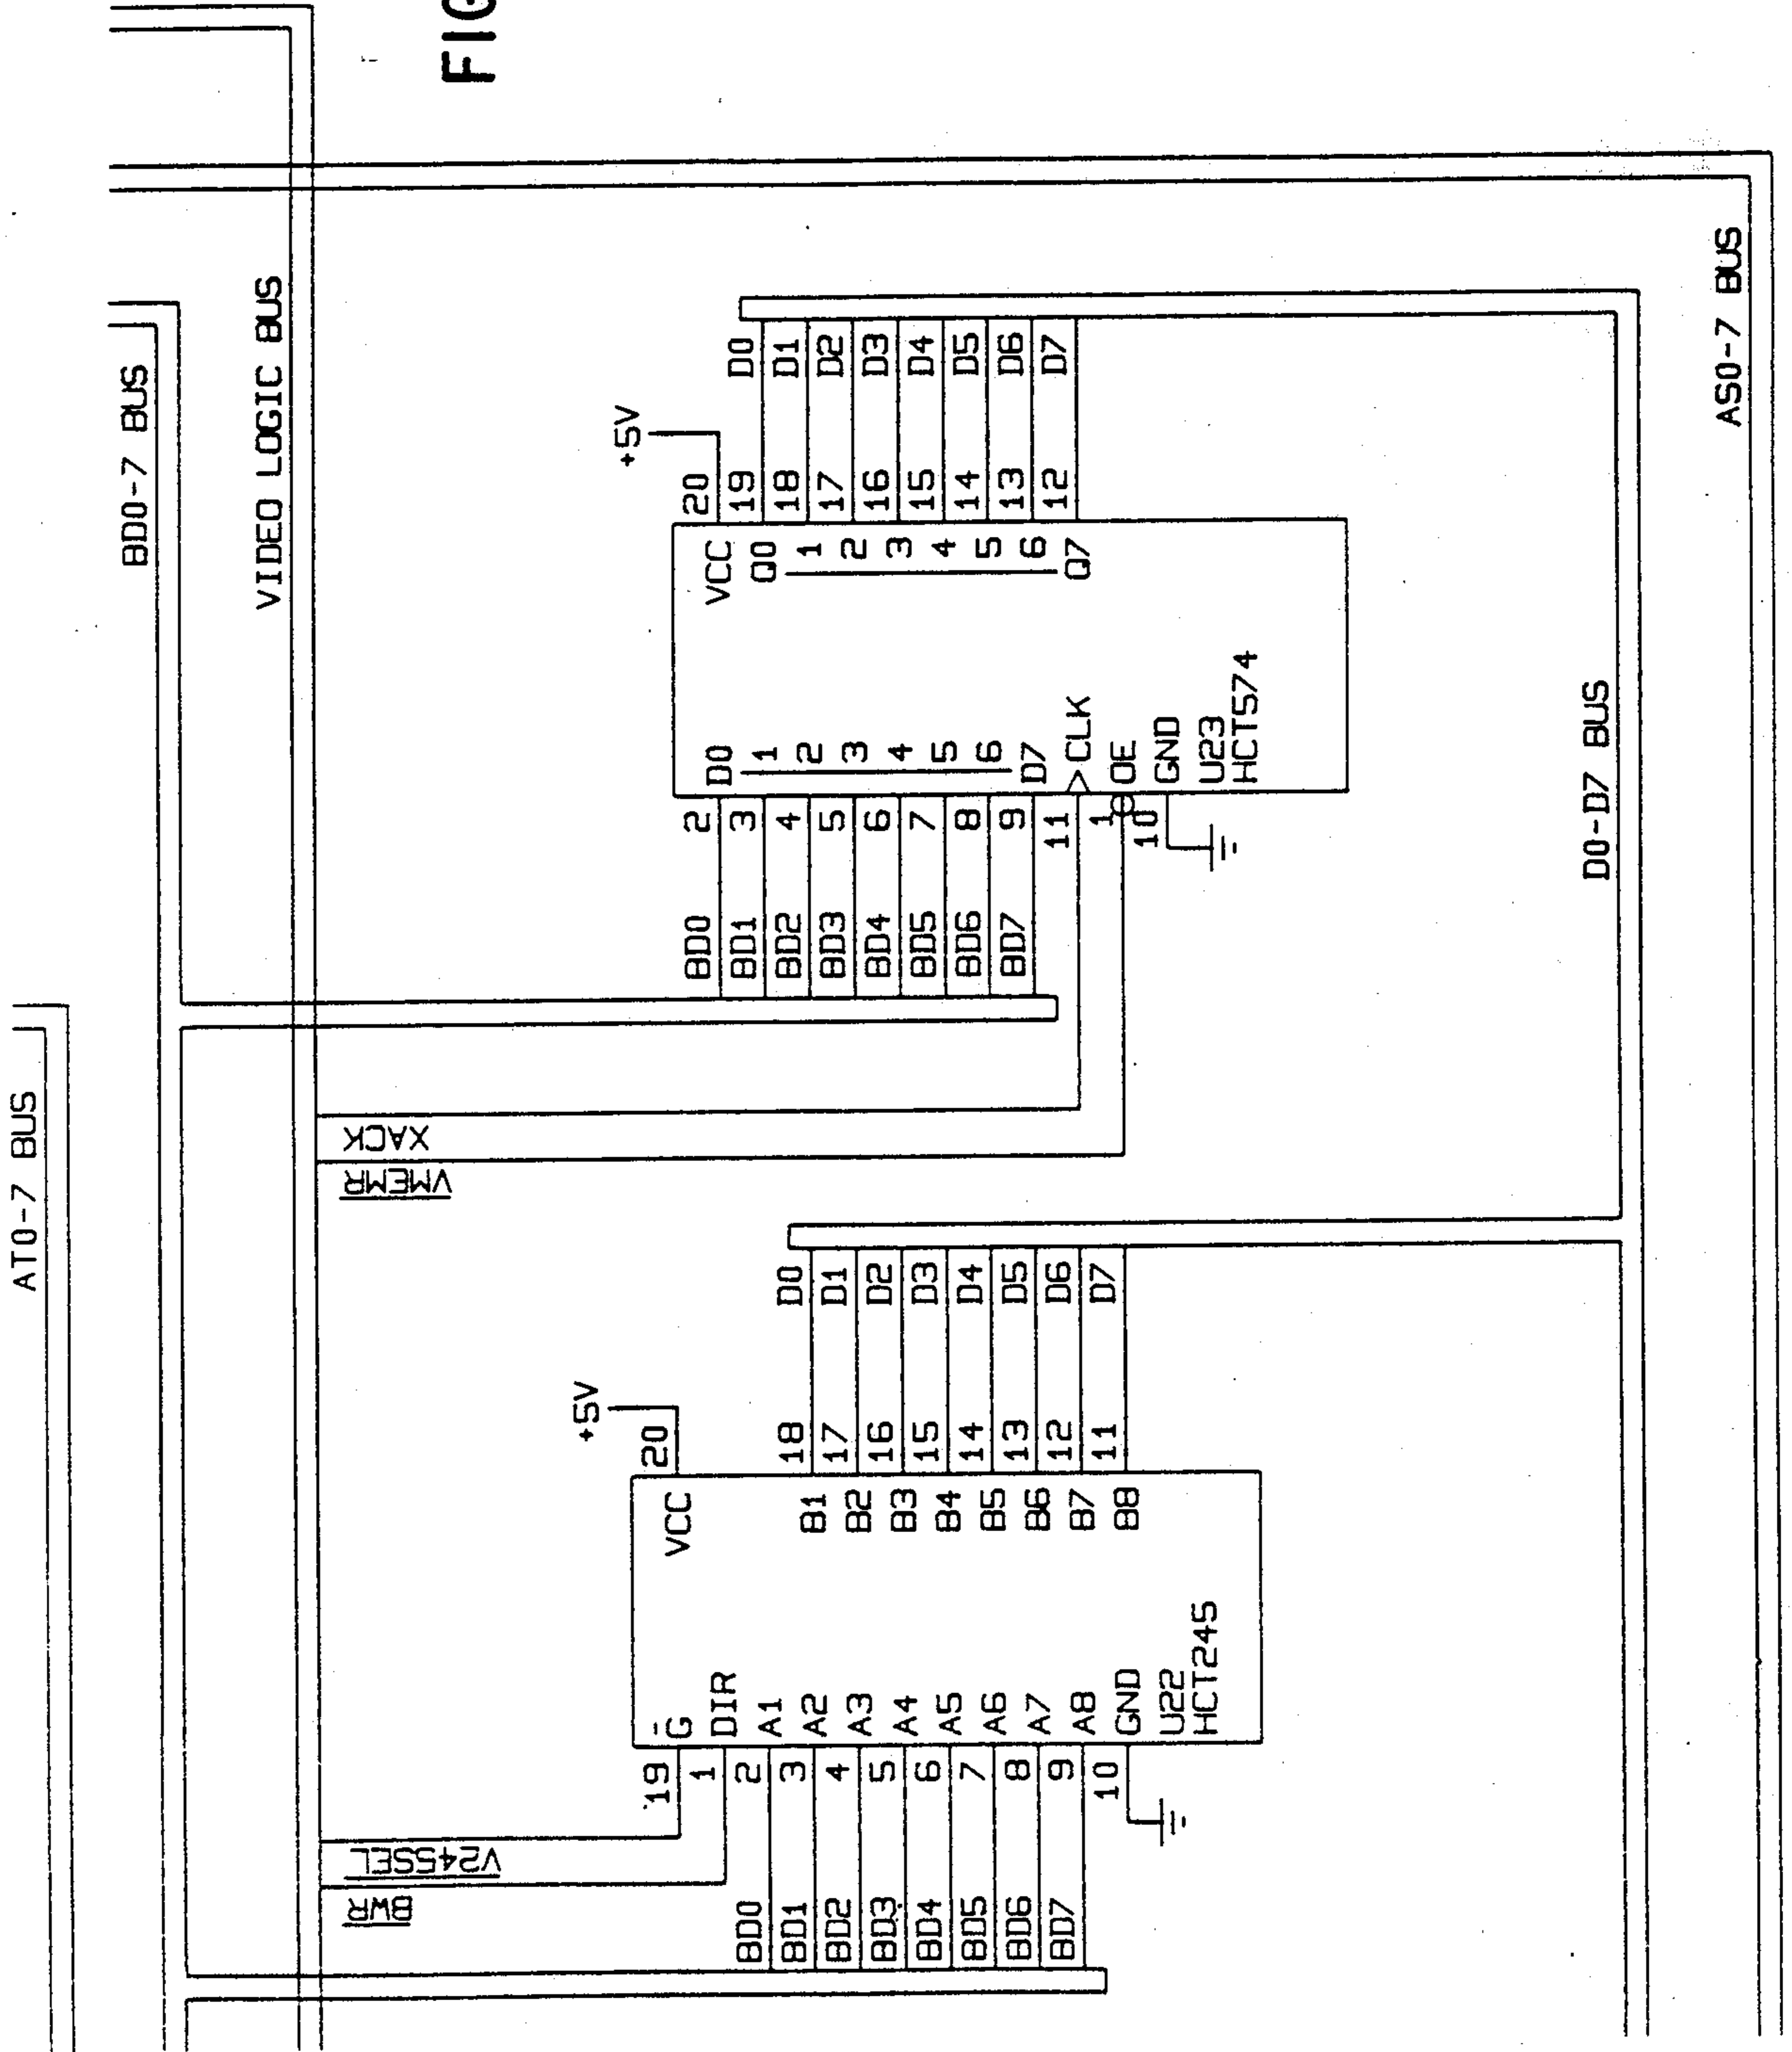 FIG
AT0-7 BUS
BD0-7 BUS
VIDEO LOGIC BUS
V245SEL
BWR
XACK
VMEMR
+5V
20
VCC
19 G
1 DIR
BD0 2 A1 B1 18 D0
BD1 3 A2 B2 17 D1
BD2 4 A3 B3 16 D2
BD3 5 A4 B4 15 D3
BD4 6 A5 B5 14 D4
BD5 7 A6 B6 13 D5
BD6 8 A7 B7 12 D6
BD7 9 A8 B8 11 D7
10 GND
U22
HCT245
+5V
20
VCC
BD0 2 D0 Q0 19 D0
BD1 3 1 1 18 D1
BD2 4 2 2 17 D2
BD3 5 3 3 16 D3
BD4 6 4 4 15 D4
BD5 7 5 5 14 D5
BD6 8 6 6 13 D6
BD7 9 D7 Q7 12 D7
11 CLK
1 OE
10 GND
U23
HCT574
D0-D7 BUS
AS0-7 BUS